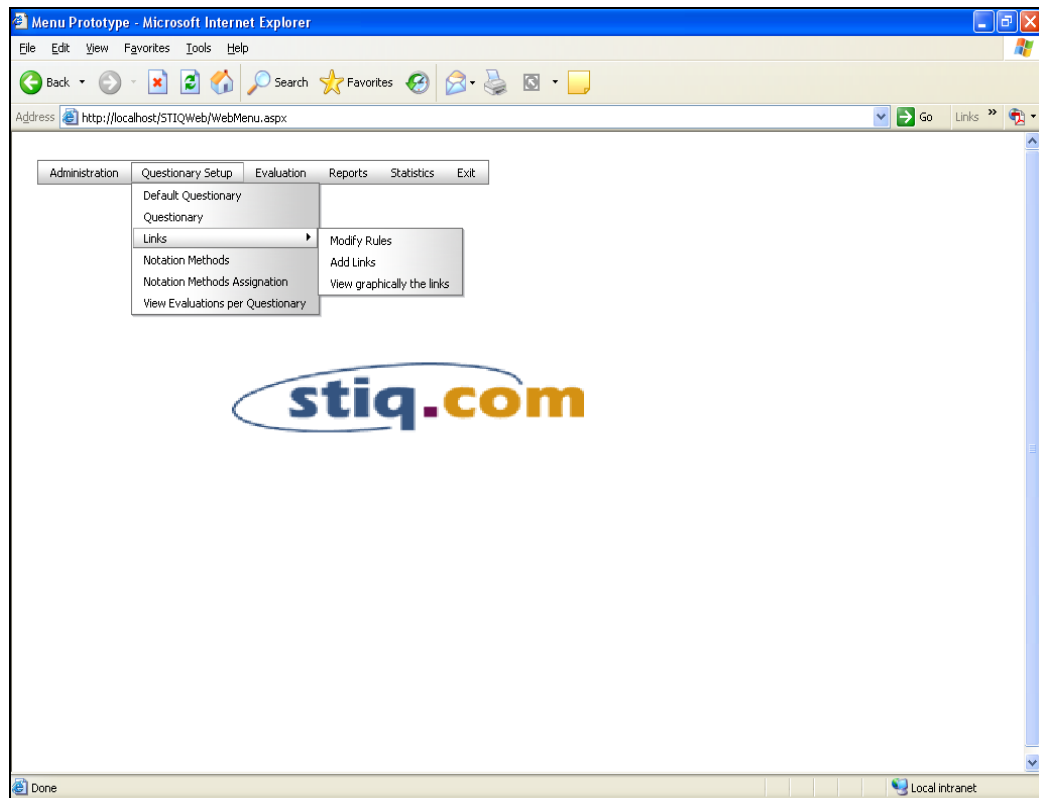 Menu Prototype - Microsoft Internet Explorer
File Edit View Favorites Tools Help
Back Search Favorites
Address http://localhost/STIQWeb/WebMenu.aspx Go Links »
Administration Questionary Setup Evaluation Reports Statistics Exit
Default Questionary
Questionary
Links
Modify Rules
Notation Methods
Add Links
Notation Methods Assignation
View graphically the links
View Evaluations per Questionary
stiq.com
Done Local intranet